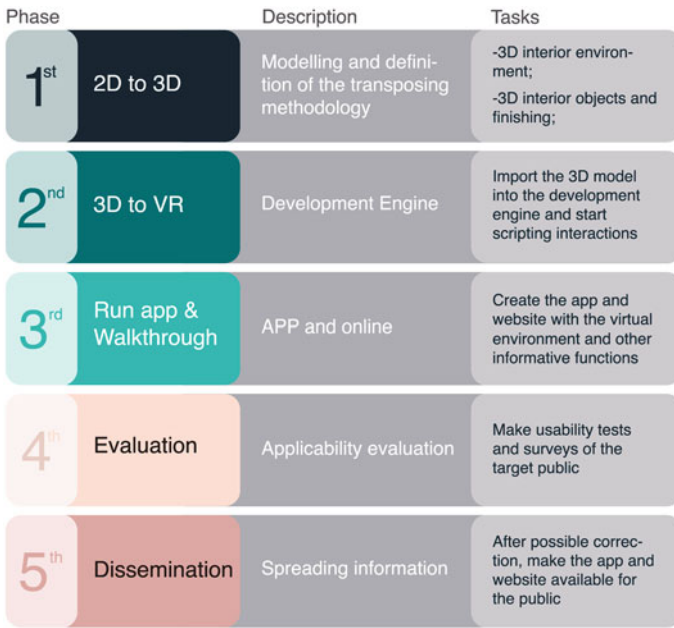 Phase Description Tasks
1st 2D to 3D
Modelling and defini-
tion of the transposing
methodology
-3D interior environ-
ment;
-3D interior objects and
finishing;
2nd 3D to VR
Development Engine
Import the 3D model
into the development
engine and start
scripting interactions
3rd Run app &
Walkthrough
APP and online
Create the app and
website with the virtual
environment and other
informative functions
4th Evaluation
Applicability evaluation
Make usability tests
and surveys of the
target public
5th Dissemination
Spreading information
After possible correc-
tion, make the app and
website available for
the public